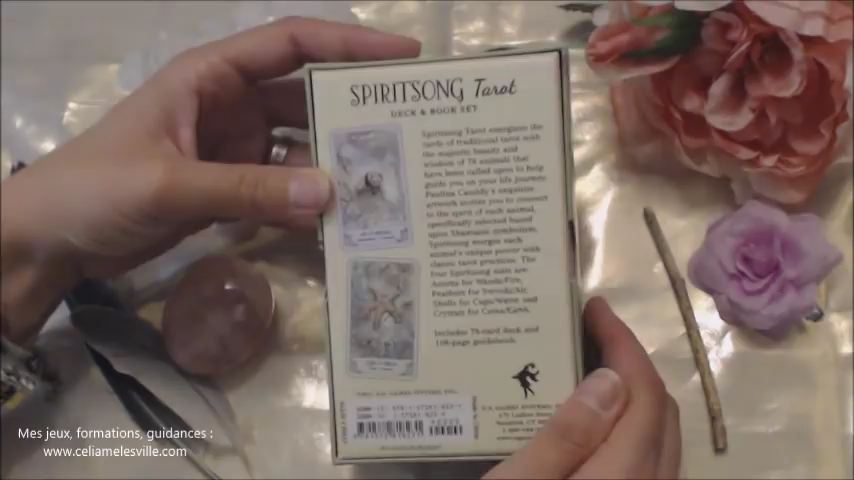 SPIRITSONG Tarot
DECK & BOOK SET
Spiritsong Tarot energizes the
cards of traditional tarot with
the majestic beauty and
wisdom of 78 animals that
have been called upon to help
guide you on your life journey.
Paulina Cassidy's exquisite
artwork invites you to connect
to the spirit of each animal,
specifically selected based
upon Shamanic symbolism.
Spiritsong merges each
animal's unique power with
classic tarot practices. The
four Spiritsong suits are
Acorns for Wands/Fire,
Feathers for Swords/Air,
Shells for Cups/Water and
Crystals for Coins/Earth.
Includes 78-card deck and
108-page guidebook.
Mes jeux, formations, guidances :
www.celiamelesville.com